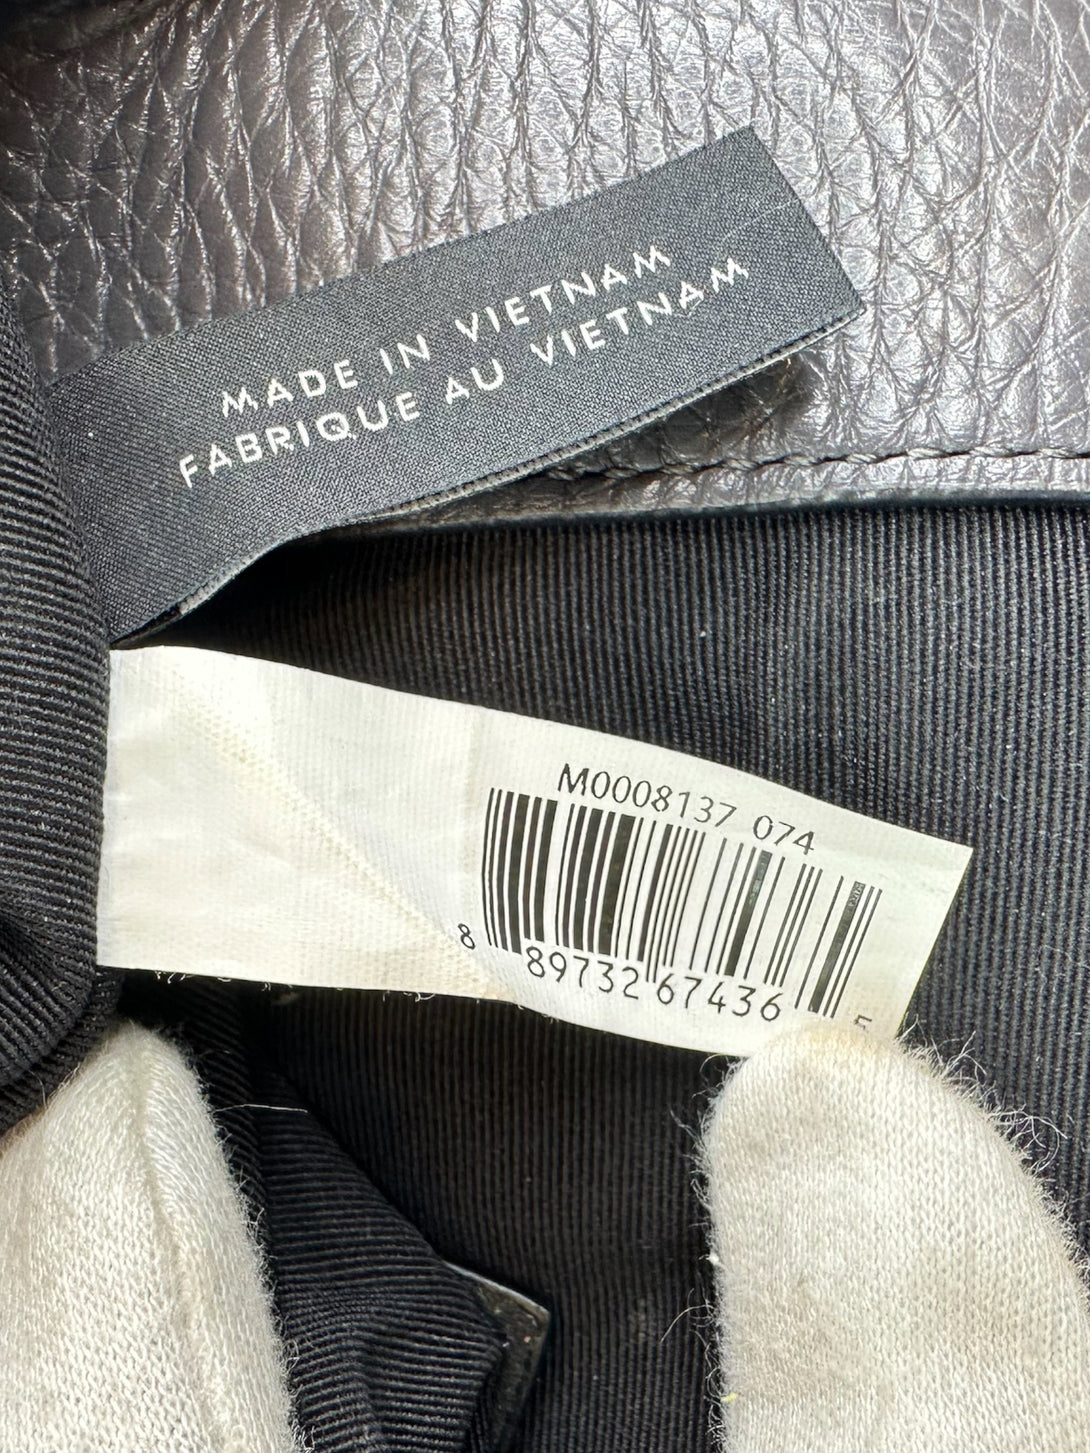 MADE IN VIETNAM
FABRIQUE AU VIETNAM
M0008137 074
8 89732 67436